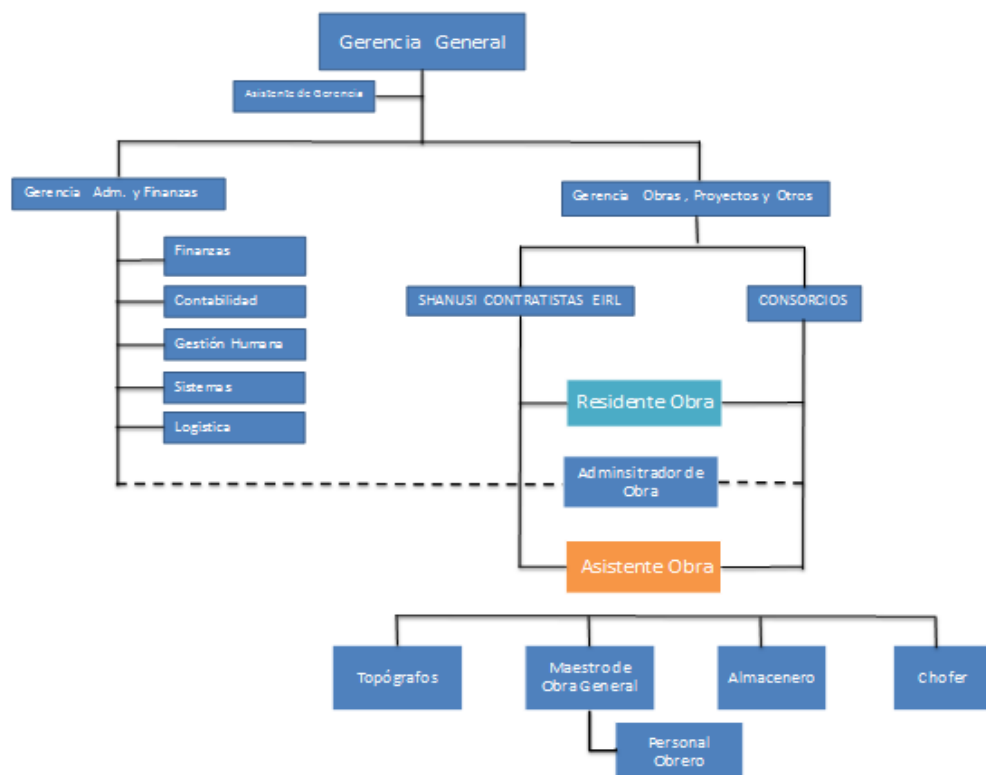 Gerencia General
Asistente de Gerencia
Gerencia Adm. y Finanzas
Gerencia Obras, Proyectos y Otros
Finanzas
Contabilidad
Gestión Humana
Sistemas
Logística
SHANUSI CONTRATISTAS EIRL
CONSORCIOS
Residente Obra
Adminsitrador de
Obra
Asistente Obra
Topógrafos
Maestro de
Obra General
Almacenero
Chofer
Personal
Obrero